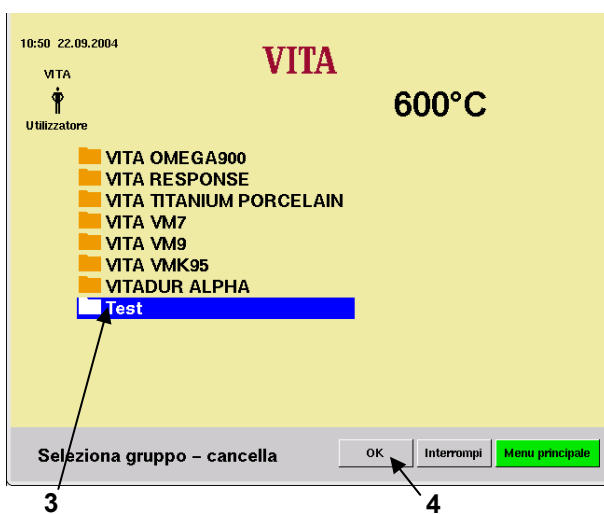 10:50 22.09.2004
VITA
VITA
600°C
Utilizzatore
VITA OMEGA900
VITA RESPONSE
VITA TITANIUM PORCELAIN
VITA VM7
VITA VM9
VITA VMK95
VITADUR ALPHA
Test
Seleziona gruppo – cancella
OK
Interrompi
Menu principale
3
4